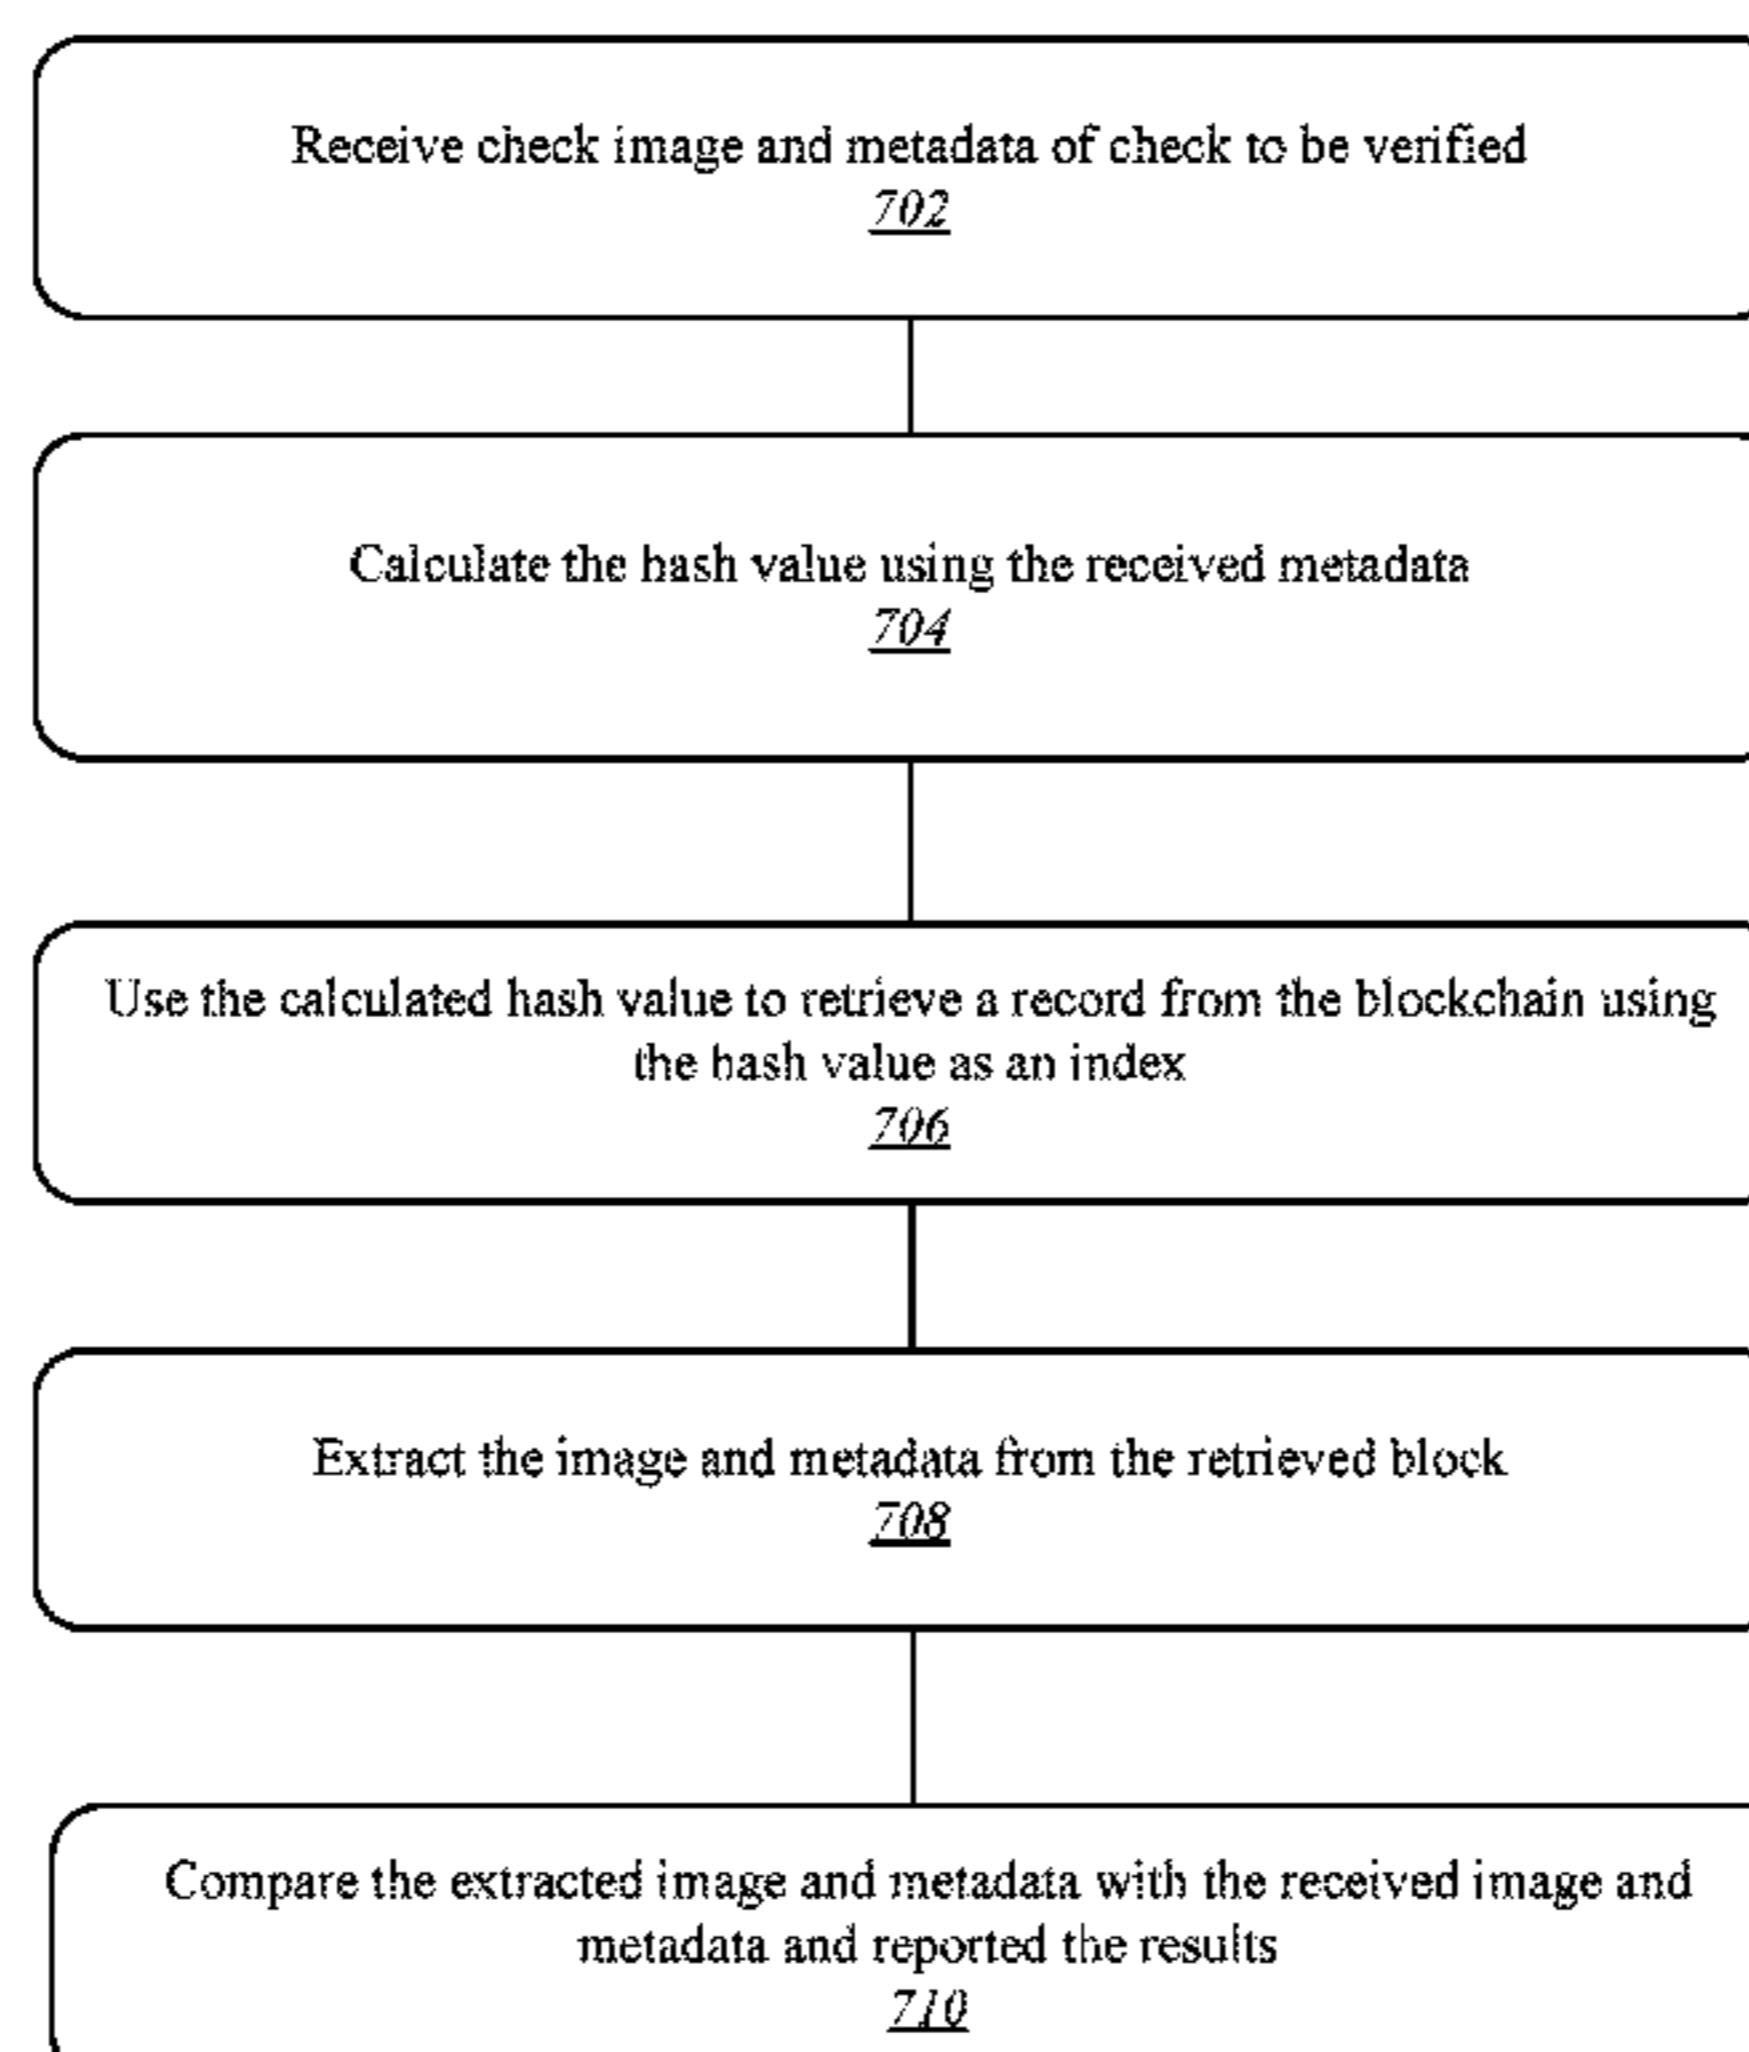 Receive check image and metadata of check to be verified
702
Calculate the hash value using the received metadata
704
Use the calculated hash value to retrieve a record from the blockchain using
the hash value as an index
706
Extract the image and metadata from the retrieved block
708
Compare the extracted image and metadata with the received image and
metadata and reported the results
710